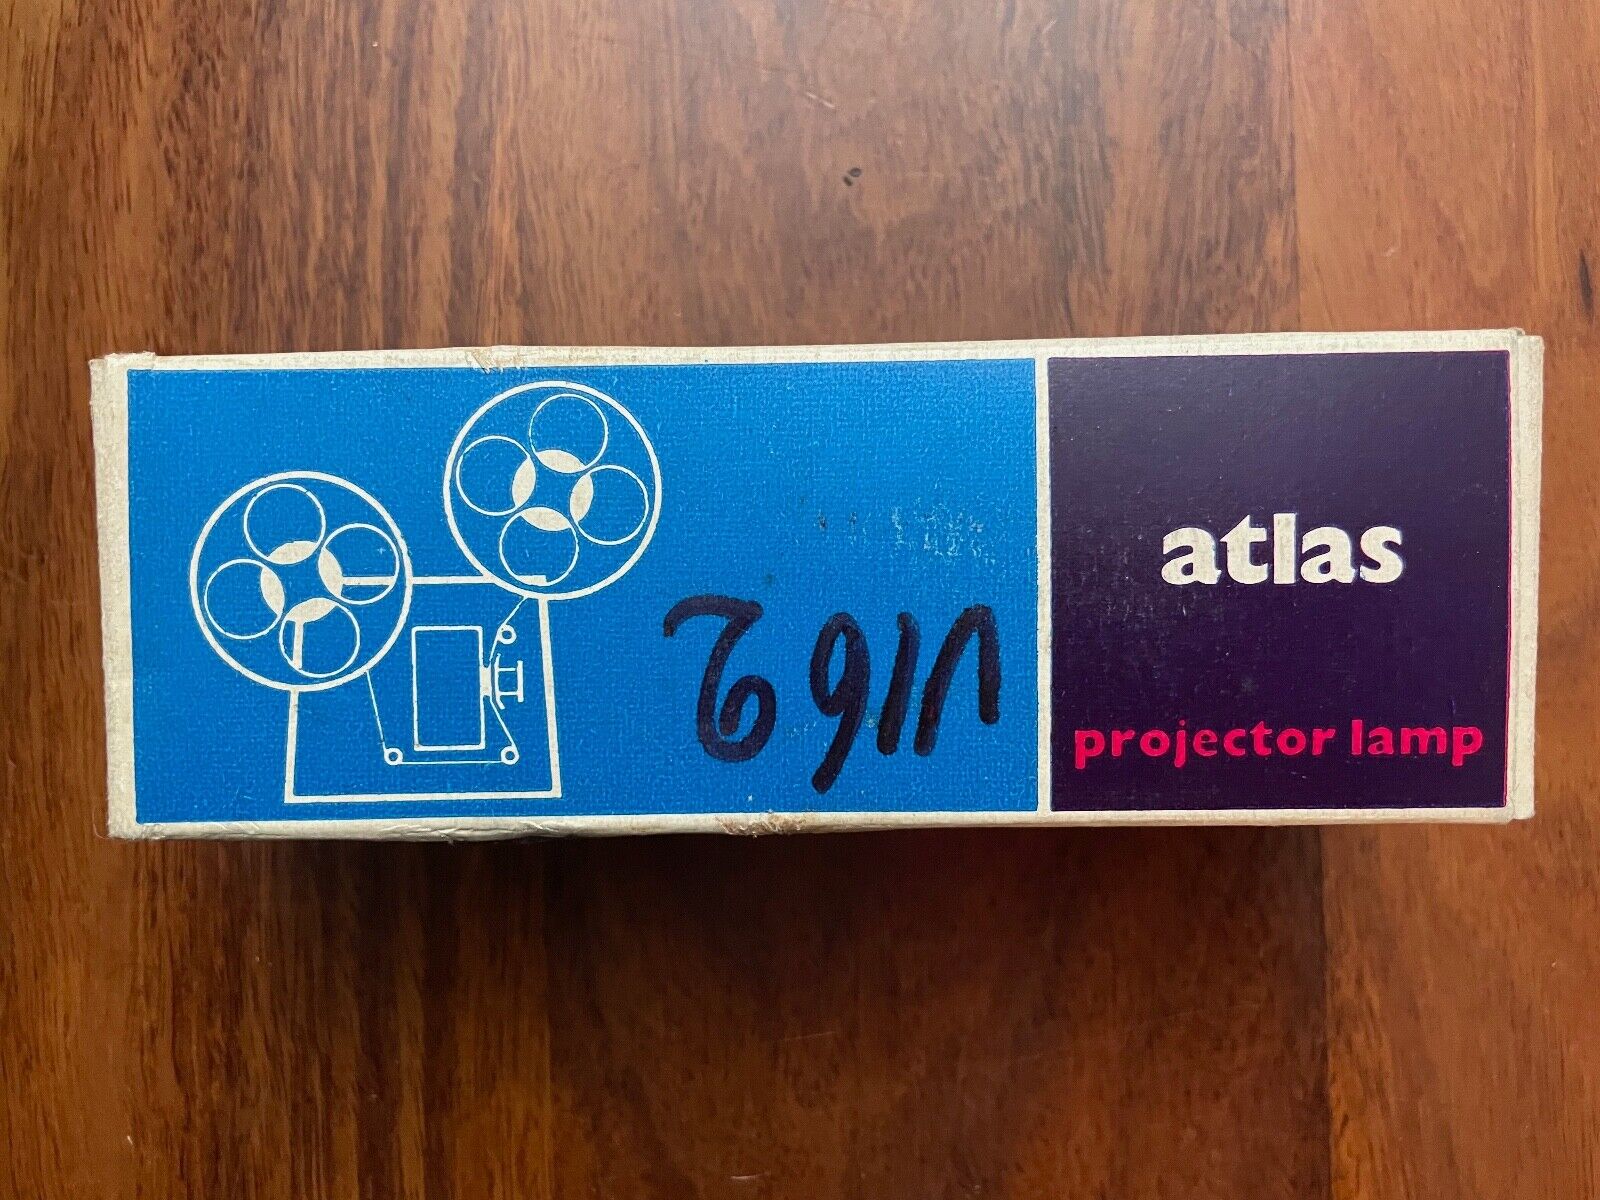 atlas
projector lamp